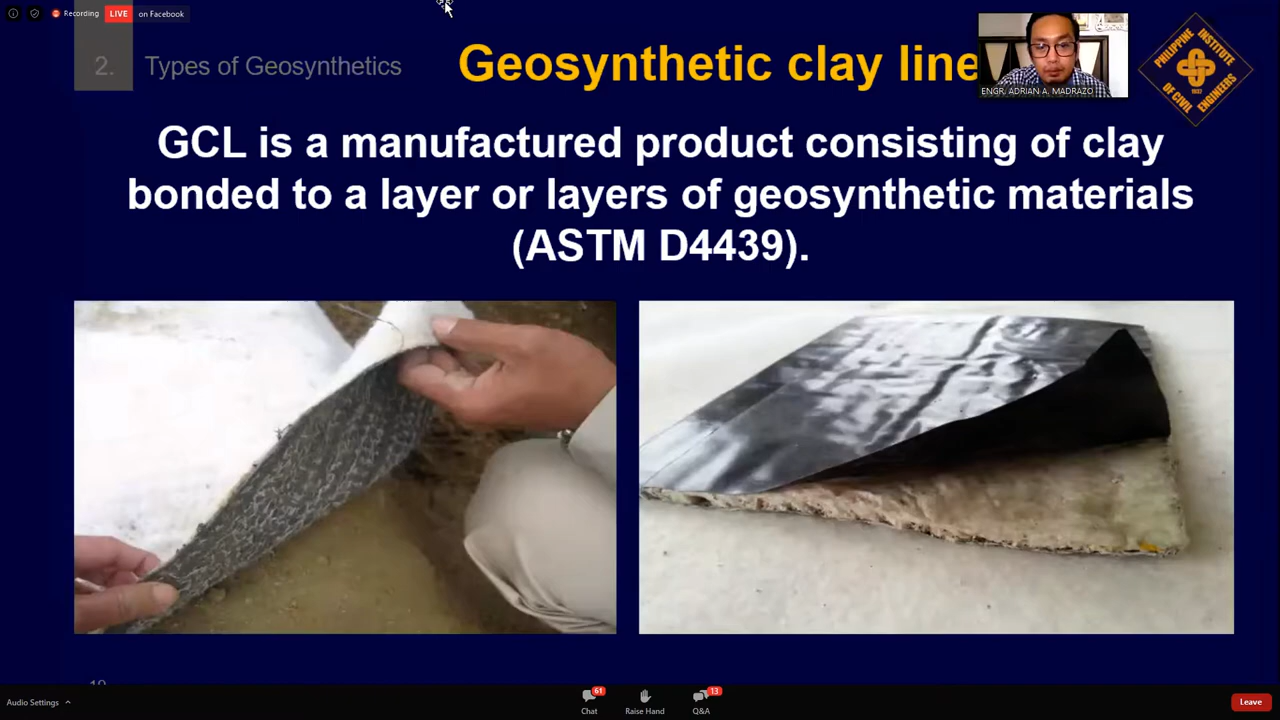 Recording
LIVE
on Facebook
2.
Types of Geosynthetics
Geosynthetic clay line
ENGR. ADRIAN A. MADRAZO
PHILIPPINE INSTITUTE
1937
OF CIVIL ENGINEERS
GCL is a manufactured product consisting of clay
bonded to a layer or layers of geosynthetic materials
(ASTM D4439).
Audio Settings
61
Chat
Raise Hand
13
Q&A
Leave